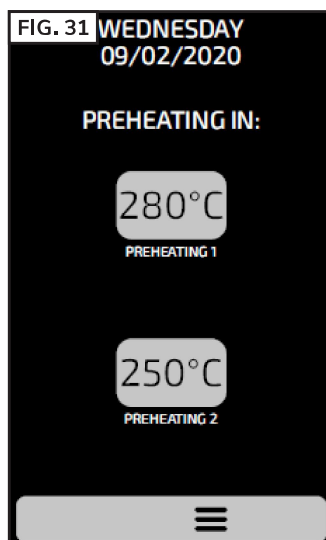 FIG. 31
WEDNESDAY
09/02/2020
PREHEATING IN:
280°C
PREHEATING 1
250°C
PREHEATING 2